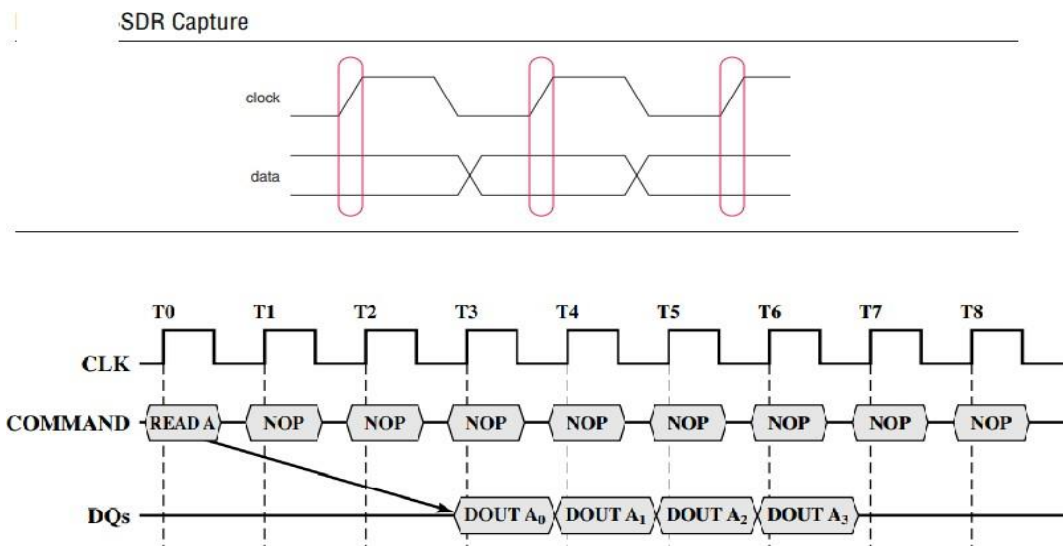 SDR Capture
clock
data
T0 T1 T2 T3 T4 T5 T6 T7 T8
CLK
COMMAND READ A NOP NOP NOP NOP NOP NOP NOP NOP
DQs DOUT A₀ DOUT A₁ DOUT A₂ DOUT A₃